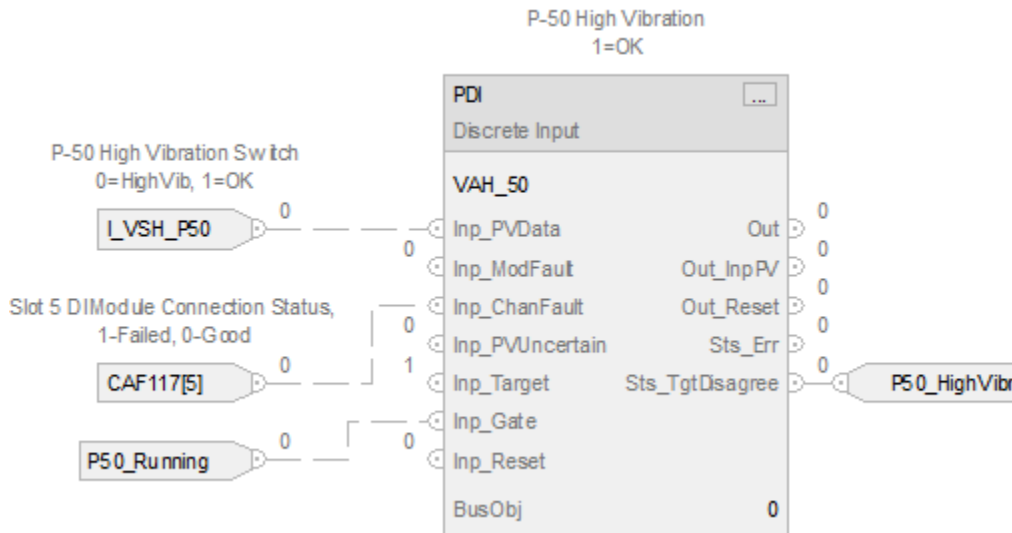 P-50 High Vibration
1=OK
PDI
...
Discrete Input
P-50 High Vibration Switch
0=HighVib, 1=OK
VAH_50
I_VSH_P50
0
Inp_PVData
Out
0
0
Inp_ModFault
Out_InpPV
0
Slot 5 DIModule Connection Status,
1-Failed, 0-Good
Inp_ChanFault
Out_Reset
0
0
Inp_PVUncertain
Sts_Err
0
CAF117[5]
0
1
Inp_Target
Sts_TgtDisagree
0
P50_HighVibr
Inp_Gate
P50_Running
0
0
Inp_Reset
BusObj
0